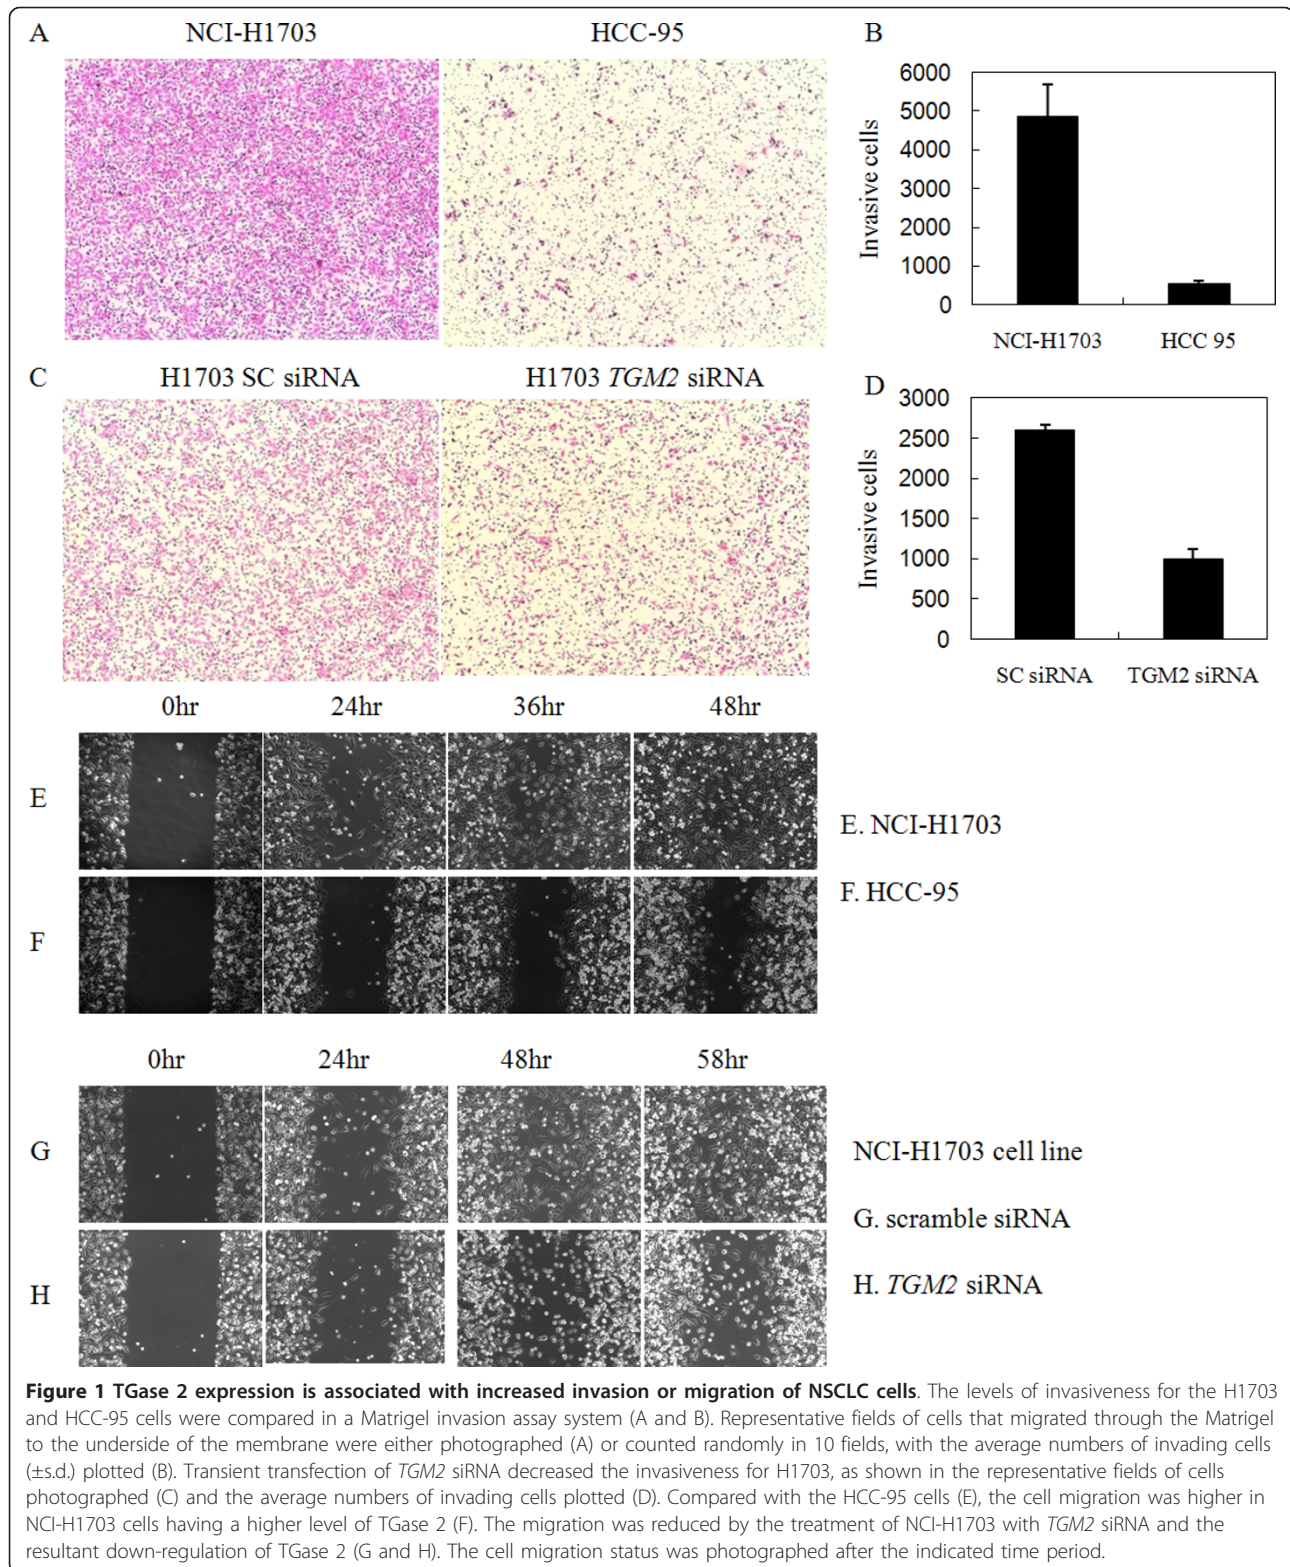 A
NCI-H1703
HCC-95
B
6000
5000
4000
3000
2000
1000
0
Invasive cells
NCI-H1703
HCC 95
C
H1703 SC siRNA
H1703 TGM2 siRNA
D
3000
2500
2000
1500
1000
500
0
Invasive cells
SC siRNA
TGM2 siRNA
0hr
24hr
36hr
48hr
E
E. NCI-H1703
F
F. HCC-95
0hr
24hr
48hr
58hr
G
NCI-H1703 cell line
G. scramble siRNA
H
H. TGM2 siRNA
Figure 1 TGase 2 expression is associated with increased invasion or migration of NSCLC cells. The levels of invasiveness for the H1703
and HCC-95 cells were compared in a Matrigel invasion assay system (A and B). Representative fields of cells that migrated through the Matrigel
to the underside of the membrane were either photographed (A) or counted randomly in 10 fields, with the average numbers of invading cells
(±s.d.) plotted (B). Transient transfection of TGM2 siRNA decreased the invasiveness for H1703, as shown in the representative fields of cells
photographed (C) and the average numbers of invading cells plotted (D). Compared with the HCC-95 cells (E), the cell migration was higher in
NCI-H1703 cells having a higher level of TGase 2 (F). The migration was reduced by the treatment of NCI-H1703 with TGM2 siRNA and the
resultant down-regulation of TGase 2 (G and H). The cell migration status was photographed after the indicated time period.